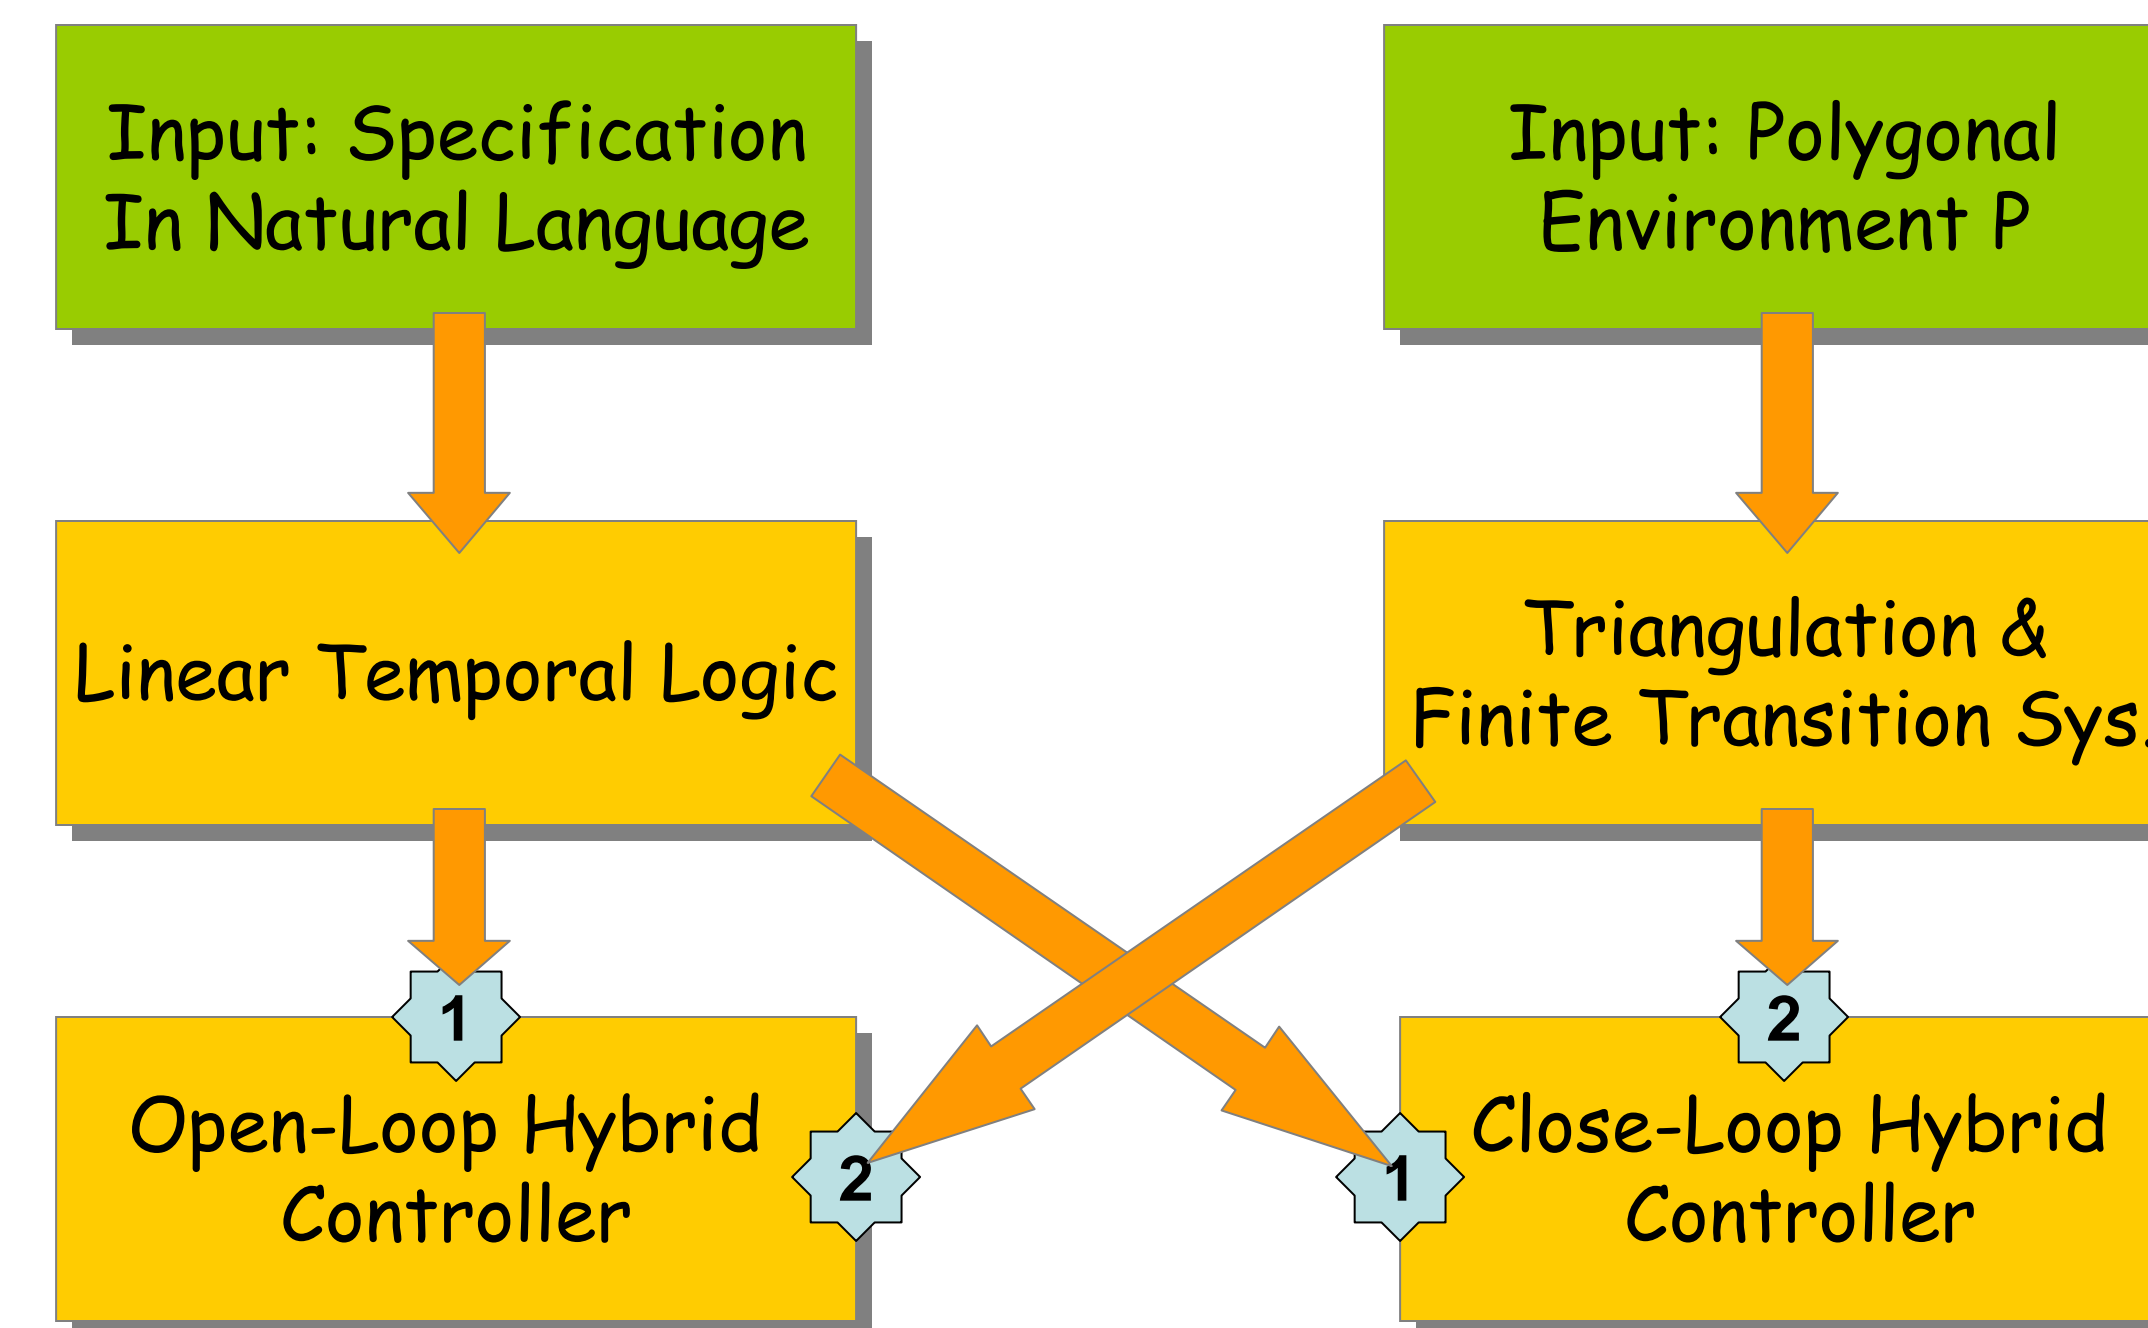 Input: Specification
In Natural Language
Input: Polygonal
Environment P
Linear Temporal Logic
Triangulation &
Finite Transition Sys.
1
Open-Loop Hybrid
Controller
2
2
Close-Loop Hybrid
Controller
1